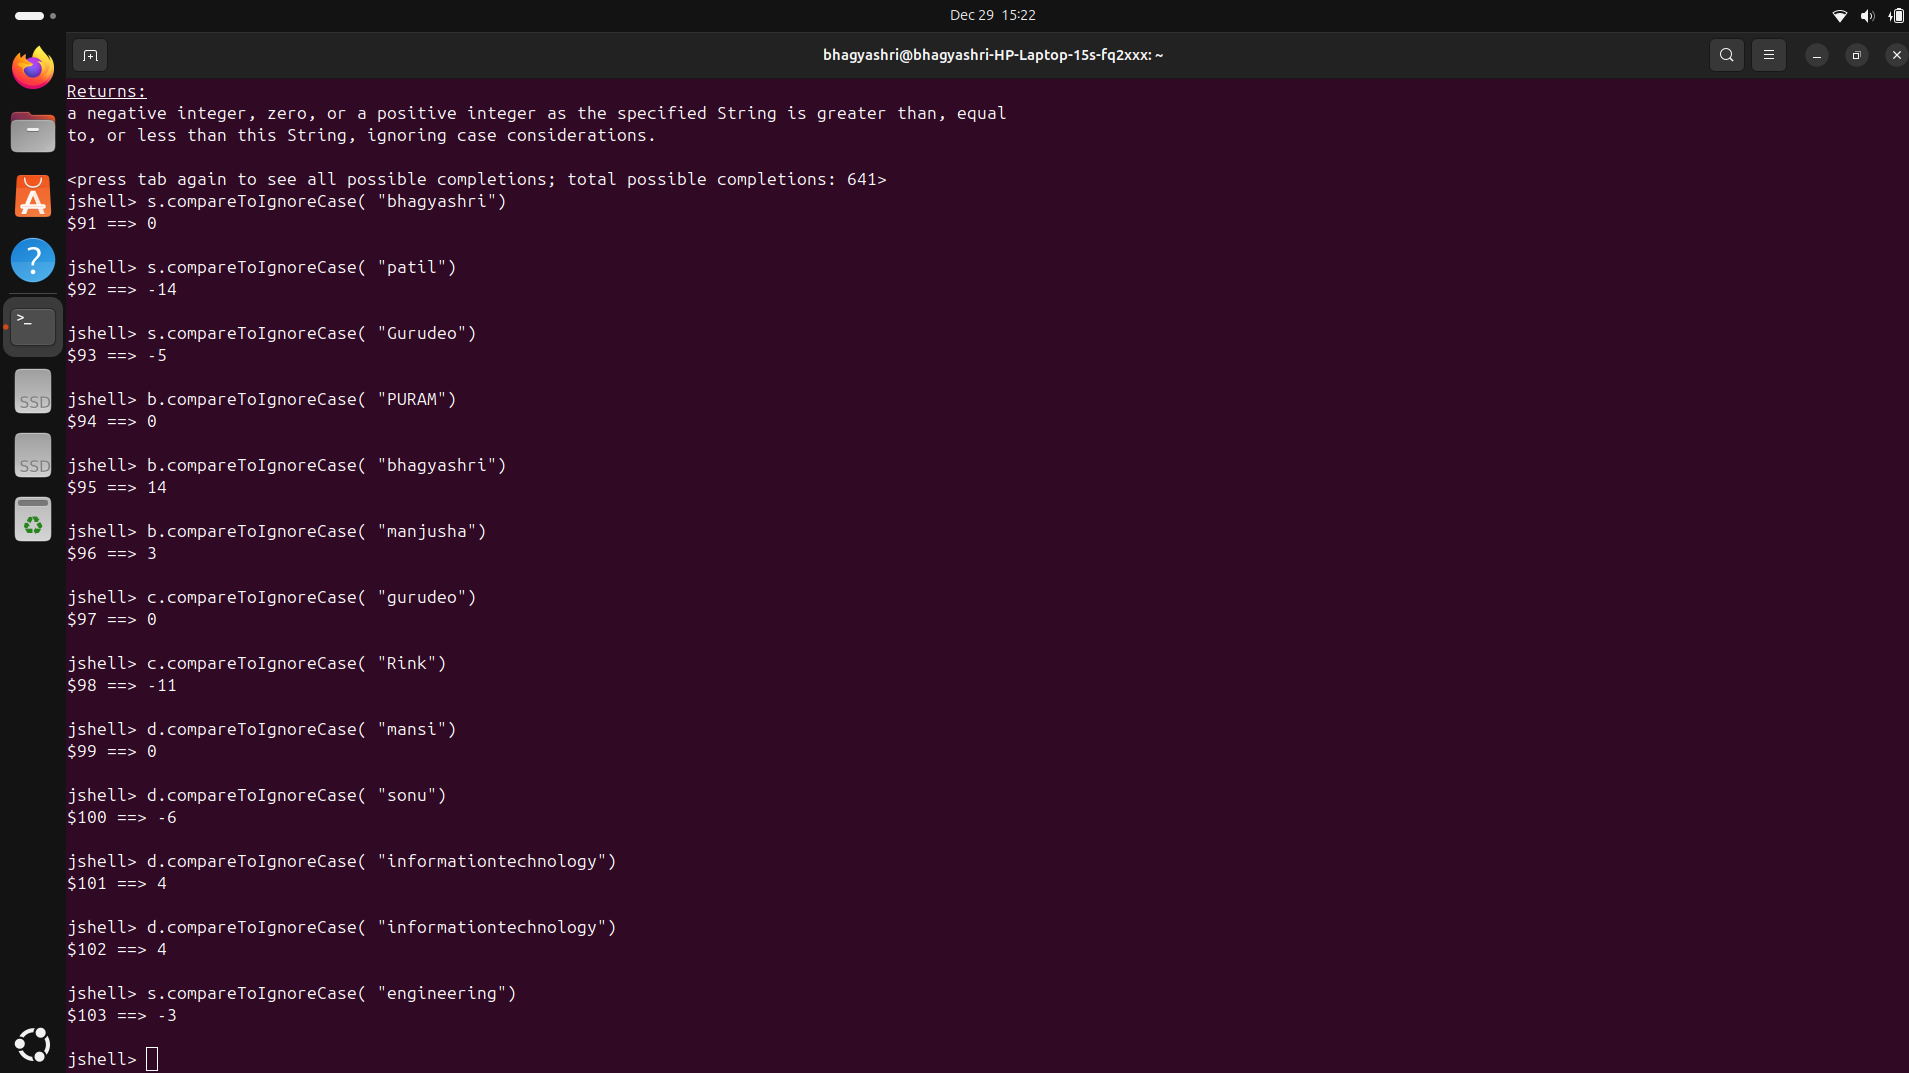 Dec 29 15:22
bhagyashri@bhagyashri-HP-Laptop-15s-fq2xxx: ~
Returns:
a negative integer, zero, or a positive integer as the specified String is greater than, equal
to, or less than this String, ignoring case considerations.
<press tab again to see all possible completions; total possible completions: 641>
jshell> s.compareToIgnoreCase( "bhagyashri")
$91 ==> 0
jshell> s.compareToIgnoreCase( "patil")
$92 ==> -14
jshell> s.compareToIgnoreCase( "Gurudeo")
$93 ==> -5
jshell> b.compareToIgnoreCase( "PURAM")
$94 ==> 0
jshell> b.compareToIgnoreCase( "bhagyashri")
$95 ==> 14
jshell> b.compareToIgnoreCase( "manjusha")
$96 ==> 3
jshell> c.compareToIgnoreCase( "gurudeo")
$97 ==> 0
jshell> c.compareToIgnoreCase( "Rink")
$98 ==> -11
jshell> d.compareToIgnoreCase( "mansi")
$99 ==> 0
jshell> d.compareToIgnoreCase( "sonu")
$100 ==> -6
jshell> d.compareToIgnoreCase( "informationtechnology")
$101 ==> 4
jshell> d.compareToIgnoreCase( "informationtechnology")
$102 ==> 4
jshell> s.compareToIgnoreCase( "engineering")
$103 ==> -3
jshell>
SSD
SSD